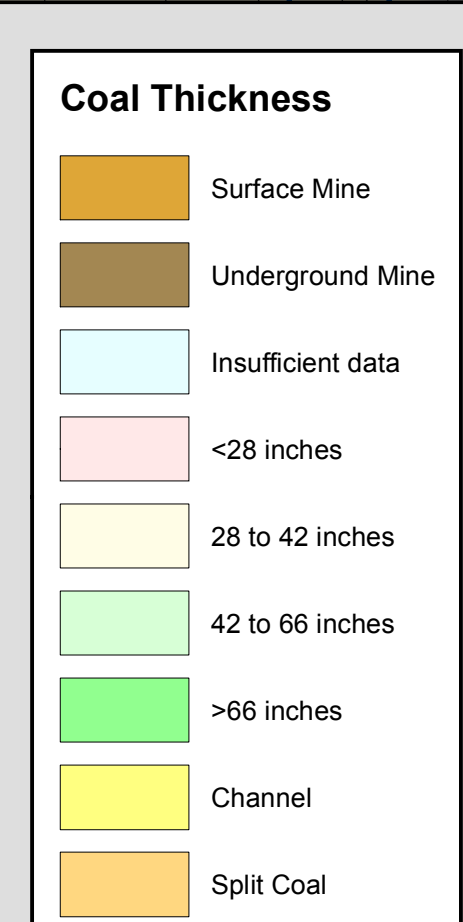 Coal Thickness
Surface Mine
Underground Mine
Insufficient data
<28 inches
28 to 42 inches
42 to 66 inches
>66 inches
Channel
Split Coal